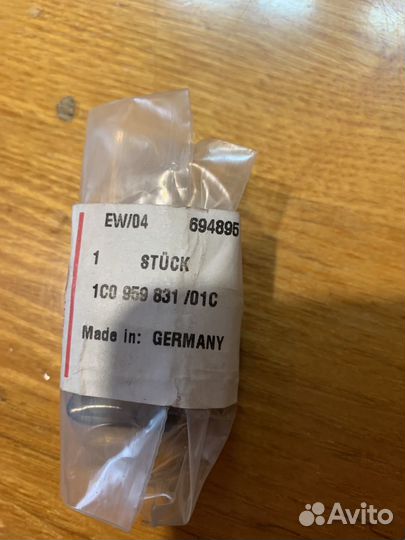 EW/04 694895
1 STÜCK
1C0 959 831 /01C
Made in: GERMANY
Avito